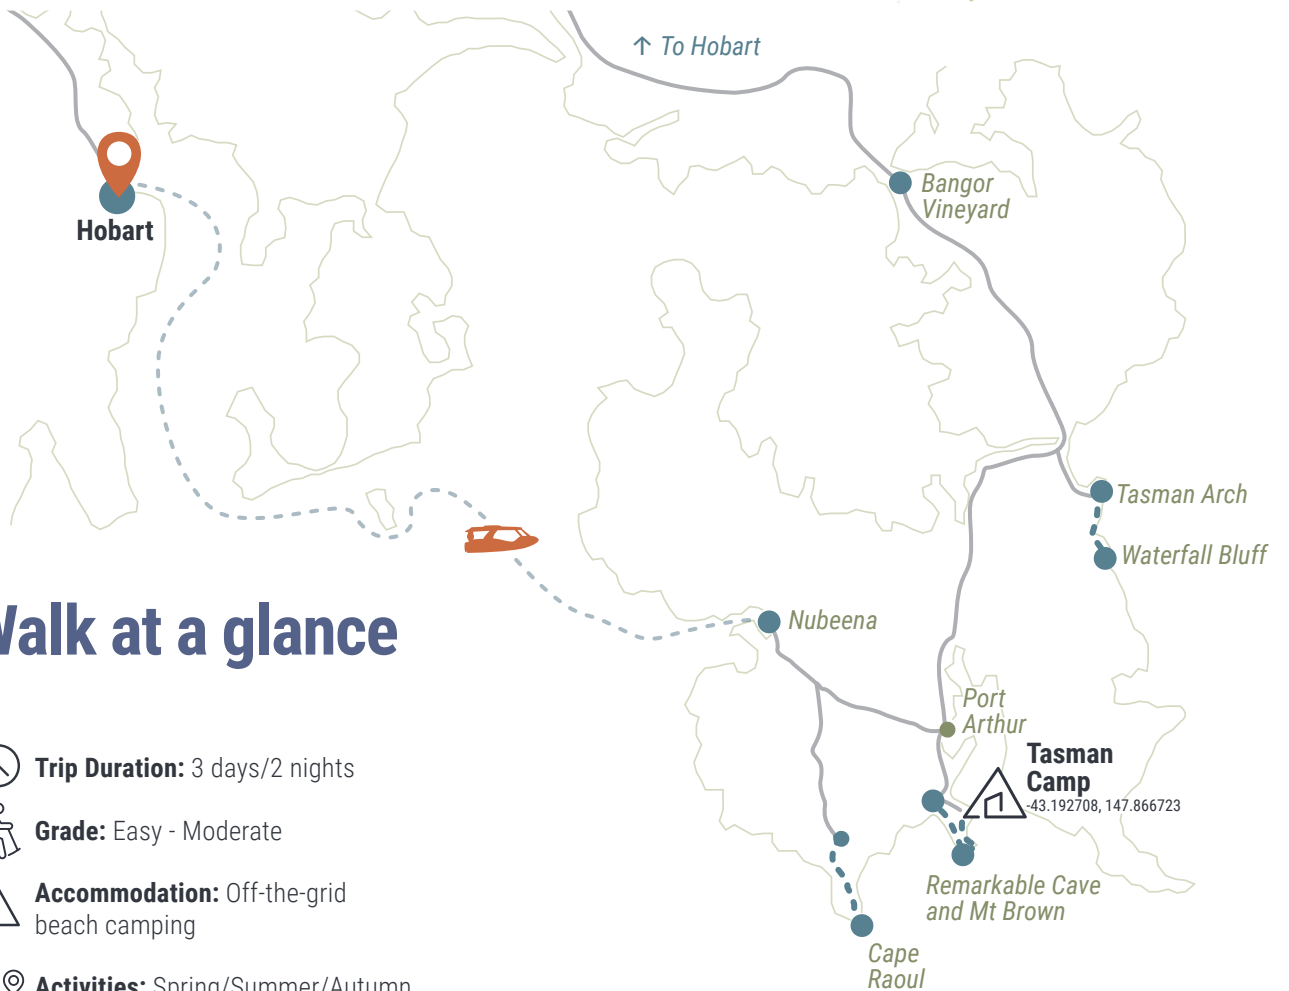 ↑ To Hobart
Bangor
Vineyard
Hobart
Tasman Arch
Waterfall Bluff
Nubeena
Walk at a glance
Port
Arthur
Tasman
Camp
-43.192708, 147.866723
Trip Duration: 3 days/2 nights
Grade: Easy - Moderate
Accommodation: Off-the-grid
beach camping
Remarkable Cave
and Mt Brown
Cape
Raoul
Activities: Spring/Summer/Autumn